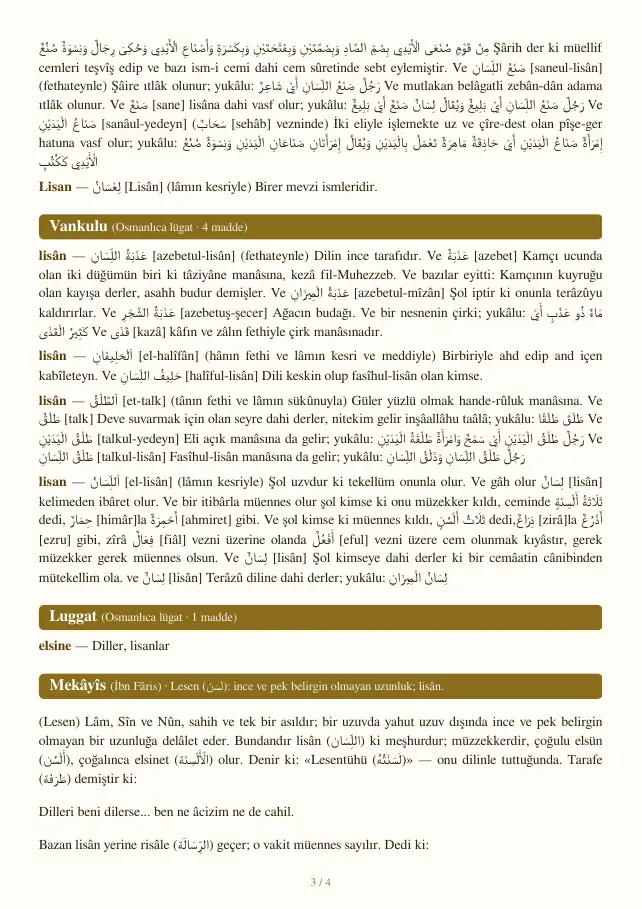 مِنْ قَوْمٍ صُنْعَى الْأَيْدِي بِضَمِّ الصَّادِ وَبِضَمَّتَيْنِ وَبِفَتْحَتَيْنِ وَبِكَسْرَةٍ وَأَصْنَاعِ الْأَيْدِي وَحُكِيَ رِجَالٌ وَنِسْوَةٌ صُنُعٌ Şârih der ki müellif
cemleri teşvîş edip ve bazı ism-i cemi dahi cem sûretinde sebt eylemiştir. Ve صَنَعُ اللِّسَانِ [saneul-lisân]
(fethateynle) Şâire ıtlâk olunur; yukâlu: رَجُلٌ صَنَعُ اللِّسَانِ أَيْ شَاعِرٌ Ve mutlakan belâgatli zebân-dân adama
ıtlâk olunur. Ve صَنَعٌ [sane] lisâna dahi vasf olur; yukâlu: رَجُلٌ صَنَعُ اللِّسَانِ أَيْ بَلِيغٌ وَيُقَالُ لِسَانٌ صَنَعٌ أَيْ بَلِيغٌ Ve
صَنَاعُ الْيَدَيْنِ [sanâul-yedeyn] (سَحَابٌ [sehâb] vezninde) İki eliyle işlemekte uz ve çîre-dest olan pîşe-ger
hatuna vasf olur; yukâlu: إِمْرَأَةٌ صَنَاعُ الْيَدَيْنِ أَيْ حَاذِقَةٌ مَاهِرَةٌ تَعْمَلُ بِالْيَدَيْنِ وَيُقَالُ إِمْرَأَتَانِ صَنَاعَانِ الْيَدَيْنِ وَنِسْوَةٌ صُنُعُ
الْأَيْدِي كَكُتُبٍ
Lisan — لِعْسَانٌ [Lisân] (lâmın kesriyle) Birer mevzi ismleridir.
Vankulu (Osmanlıca lügat · 4 madde)
lisân — عَذَبَةُ اللِّسَانِ [azebetul-lisân] (fethateynle) Dilin ince tarafıdır. Ve عَذَبَةٌ [azebet] Kamçı ucunda
olan iki düğümün biri ki tâziyâne manâsına, kezâ fil-Muhezzeb. Ve bazılar eyitti: Kamçının kuyruğu
olan kayışa derler, asahh budur demişler. Ve عَذَبَةُ الْمِيزَانِ [azebetul-mîzân] Şol iptir ki onunla terâzûyu
kaldırırlar. Ve عَذَبَةُ الشَّجَرِ [azebetuş-şecer] Ağacın budağı. Ve bir nesnenin çirki; yukâlu: مَاءٌ ذُو عَذَبٍ أَيْ
كَثِيرُ الْقَذَى Ve قَذَى [kazâ] kâfın ve zâlın fethiyle çirk manâsınadır.
lisân — اَلْحَلِيفَانِ [el-halîfân] (hânın fethi ve lâmın kesri ve meddiyle) Birbiriyle ahd edip and içen
kabîleteyn. Ve حَلِيفُ اللِّسَانِ [halîful-lisân] Dili keskin olup fasîhul-lisân olan kimse.
lisân — اَلطَّلْقُ [et-talk] (tânın fethi ve lâmın sükûnuyla) Güler yüzlü olmak hande-rûluk manâsına. Ve
طَلْقٌ [talk] Deve suvarmak için olan seyre dahi derler, nitekim gelir inşâallâhu taâlâ; yukâlu: طَلَقَ طَلْقًا Ve
طَلْقُ الْيَدَيْنِ [talkul-yedeyn] Eli açık manâsına da gelir; yukâlu: رَجُلٌ طَلْقُ الْيَدَيْنِ أَيْ سَمْحٌ وَامْرَأَةٌ طَلْقَةُ الْيَدَيْنِ Ve
طَلْقُ اللِّسَانِ [talkul-lisân] Fasîhul-lisân manâsına da gelir; yukâlu: رَجُلٌ طَلْقُ اللِّسَانِ وَذَلْقُ اللِّسَانِ
lisan — اَللِّسَانُ [el-lisân] (lâmın kesriyle) Şol uzvdur ki tekellüm onunla olur. Ve gâh olur لِسَانٌ [lisân]
kelimeden ibâret olur. Ve bir itibârla müennes olur şol kimse ki onu müzekker kıldı, ceminde ثَلَاثَةُ أَلْسِنَةٍ
dedi, حِمَارٌ [himâr]la أَحْمِرَةٌ [ahmiret] gibi. Ve şol kimse ki müennes kıldı, ثَلَاثُ أَلْسُنٍ dedi, ذِرَاعٌ [zirâ]la أَذْرُعٌ
[ezru] gibi, zîrâ فِعَالٌ [fiâl] vezni üzerine olanda أَفْعُلٌ [eful] vezni üzere cem olunmak kıyâstır, gerek
müzekker gerek müennes olsun. Ve لِسَانٌ [lisân] Şol kimseye dahi derler ki bir cemâatin cânibinden
mütekellim ola. ve لِسَانٌ [lisân] Terâzû diline dahi derler; yukâlu: لِسَانُ الْمِيزَانِ
Luggat (Osmanlıca lügat · 1 madde)
elsine — Diller, lisanlar
Mekâyîs (İbn Fâris) · Lesen (لَسَنٌ): ince ve pek belirgin olmayan uzunluk; lisân.
(Lesen) Lâm, Sîn ve Nûn, sahih ve tek bir asıldır; bir uzuvda yahut uzuv dışında ince ve pek belirgin
olmayan bir uzunluğa delâlet eder. Bundandır lisân (اللِّسَان) ki meşhurdur; müzzekkerdir, çoğulu elsün
(أَلْسُن), çoğalınca elsinet (الْأَلْسِنَة) olur. Denir ki: «Lesentühü (لَسَنْتُهُ)» — onu dilinle tuttuğunda. Tarafe
(طَرَفَة) demiştir ki:
Dilleri beni dilerse... ben ne âcizim ne de cahil.
Bazan lisân yerine risâle (الرِّسَالَة) geçer; o vakit müennes sayılır. Dedi ki:
3 / 4